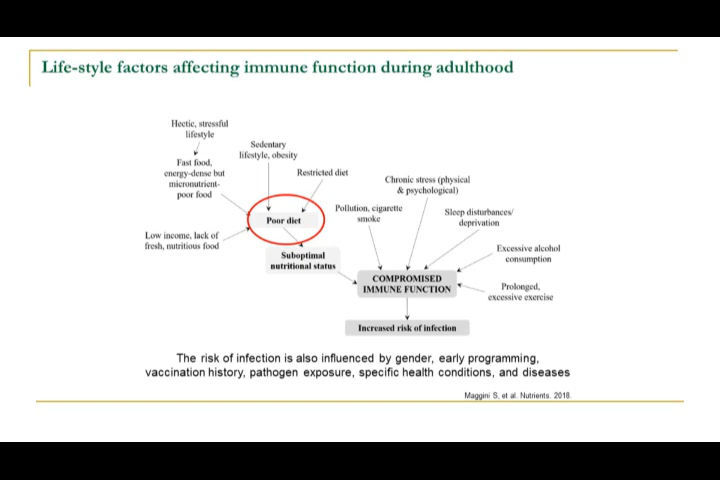 Life-style factors affecting immune function during adulthood
Hectic, stressful
lifestyle
Sedentary
lifestyle, obesity
Fast food,
energy-dense but
micronutrient-
poor food
Restricted diet
Chronic stress (physical
& psychological)
Pollution, cigarette
smoke
Sleep disturbances/
deprivation
Poor diet
Low income, lack of
fresh, nutritious food
Suboptimal
nutritional status
Excessive alcohol
consumption
COMPROMISED
IMMUNE FUNCTION
Prolonged,
excessive exercise
Increased risk of infection
The risk of infection is also influenced by gender, early programming,
vaccination history, pathogen exposure, specific health conditions, and diseases
Maggini S, et al. Nutrients. 2018.